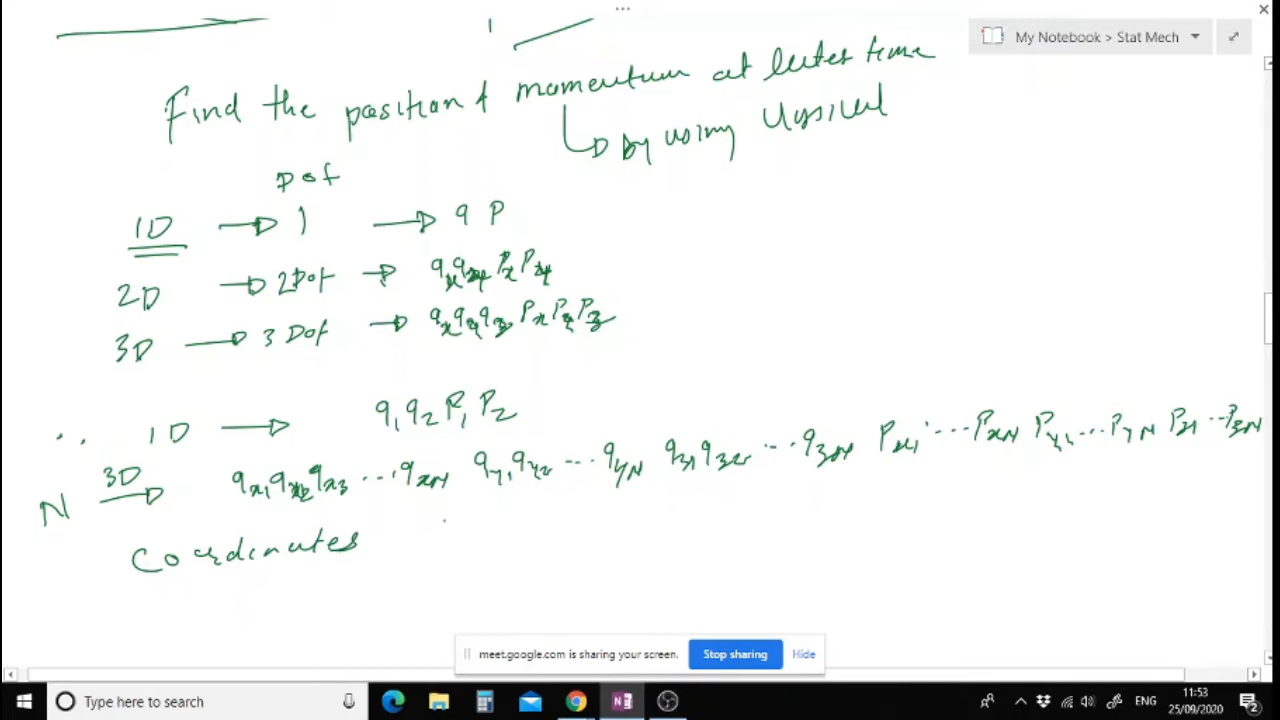 My Notebook > Stat Mech
Find the position & momentum at later time
by using
DOF
1D → 1 → q P
2D → 2 DOF → qx qy Px Py
3D → 3 DOF → qx qy qz Px Py Pz
1D → q1 q2 P1 P2
N 3D → qx1 qx2 qx3 ... qxN qy1 qy2 ... qyN qz1 qz2 ... qzN Px1 ... PxN Py1 ... PyN Pz1 ... PzN
Coordinates
meet.google.com is sharing your screen. Stop sharing Hide
Type here to search
ENG
11:53
25/09/2020
2